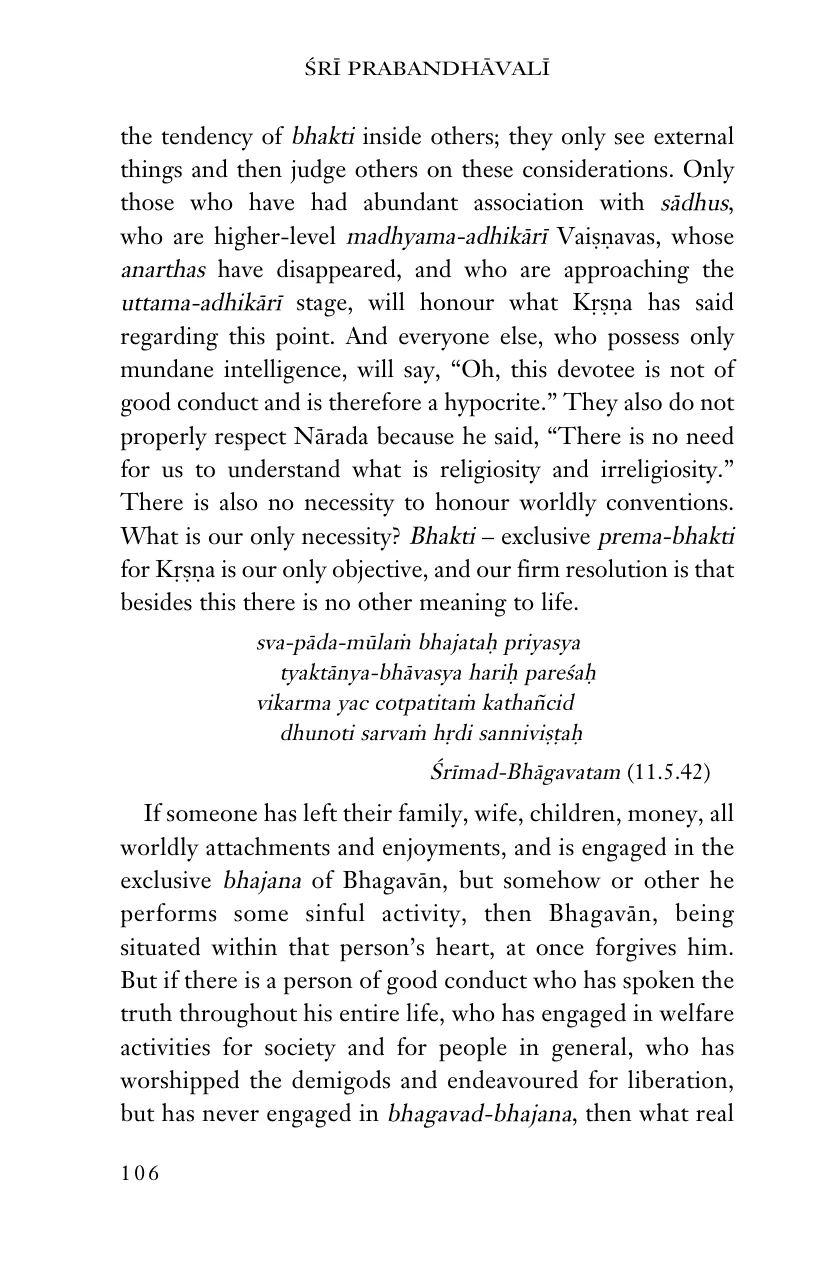 ŚRĪ PRABANDHĀVALĪ
the tendency of bhakti inside others; they only see external
things and then judge others on these considerations. Only
those who have had abundant association with sādhus,
who are higher-level madhyama-adhikārī Vaiṣṇavas, whose
anarthas have disappeared, and who are approaching the
uttama-adhikārī stage, will honour what Kṛṣṇa has said
regarding this point. And everyone else, who possess only
mundane intelligence, will say, “Oh, this devotee is not of
good conduct and is therefore a hypocrite.” They also do not
properly respect Nārada because he said, “There is no need
for us to understand what is religiosity and irreligiosity.”
There is also no necessity to honour worldly conventions.
What is our only necessity? Bhakti – exclusive prema-bhakti
for Kṛṣṇa is our only objective, and our firm resolution is that
besides this there is no other meaning to life.
sva-pāda-mūlaṁ bhajataḥ priyasya
tyaktānya-bhāvasya hariḥ pareśaḥ
vikarma yac cotpatitaṁ kathañcid
dhunoti sarvaṁ hṛdi sanniviṣṭaḥ
Śrīmad-Bhāgavatam (11.5.42)
If someone has left their family, wife, children, money, all
worldly attachments and enjoyments, and is engaged in the
exclusive bhajana of Bhagavān, but somehow or other he
performs some sinful activity, then Bhagavān, being
situated within that person’s heart, at once forgives him.
But if there is a person of good conduct who has spoken the
truth throughout his entire life, who has engaged in welfare
activities for society and for people in general, who has
worshipped the demigods and endeavoured for liberation,
but has never engaged in bhagavad-bhajana, then what real
106